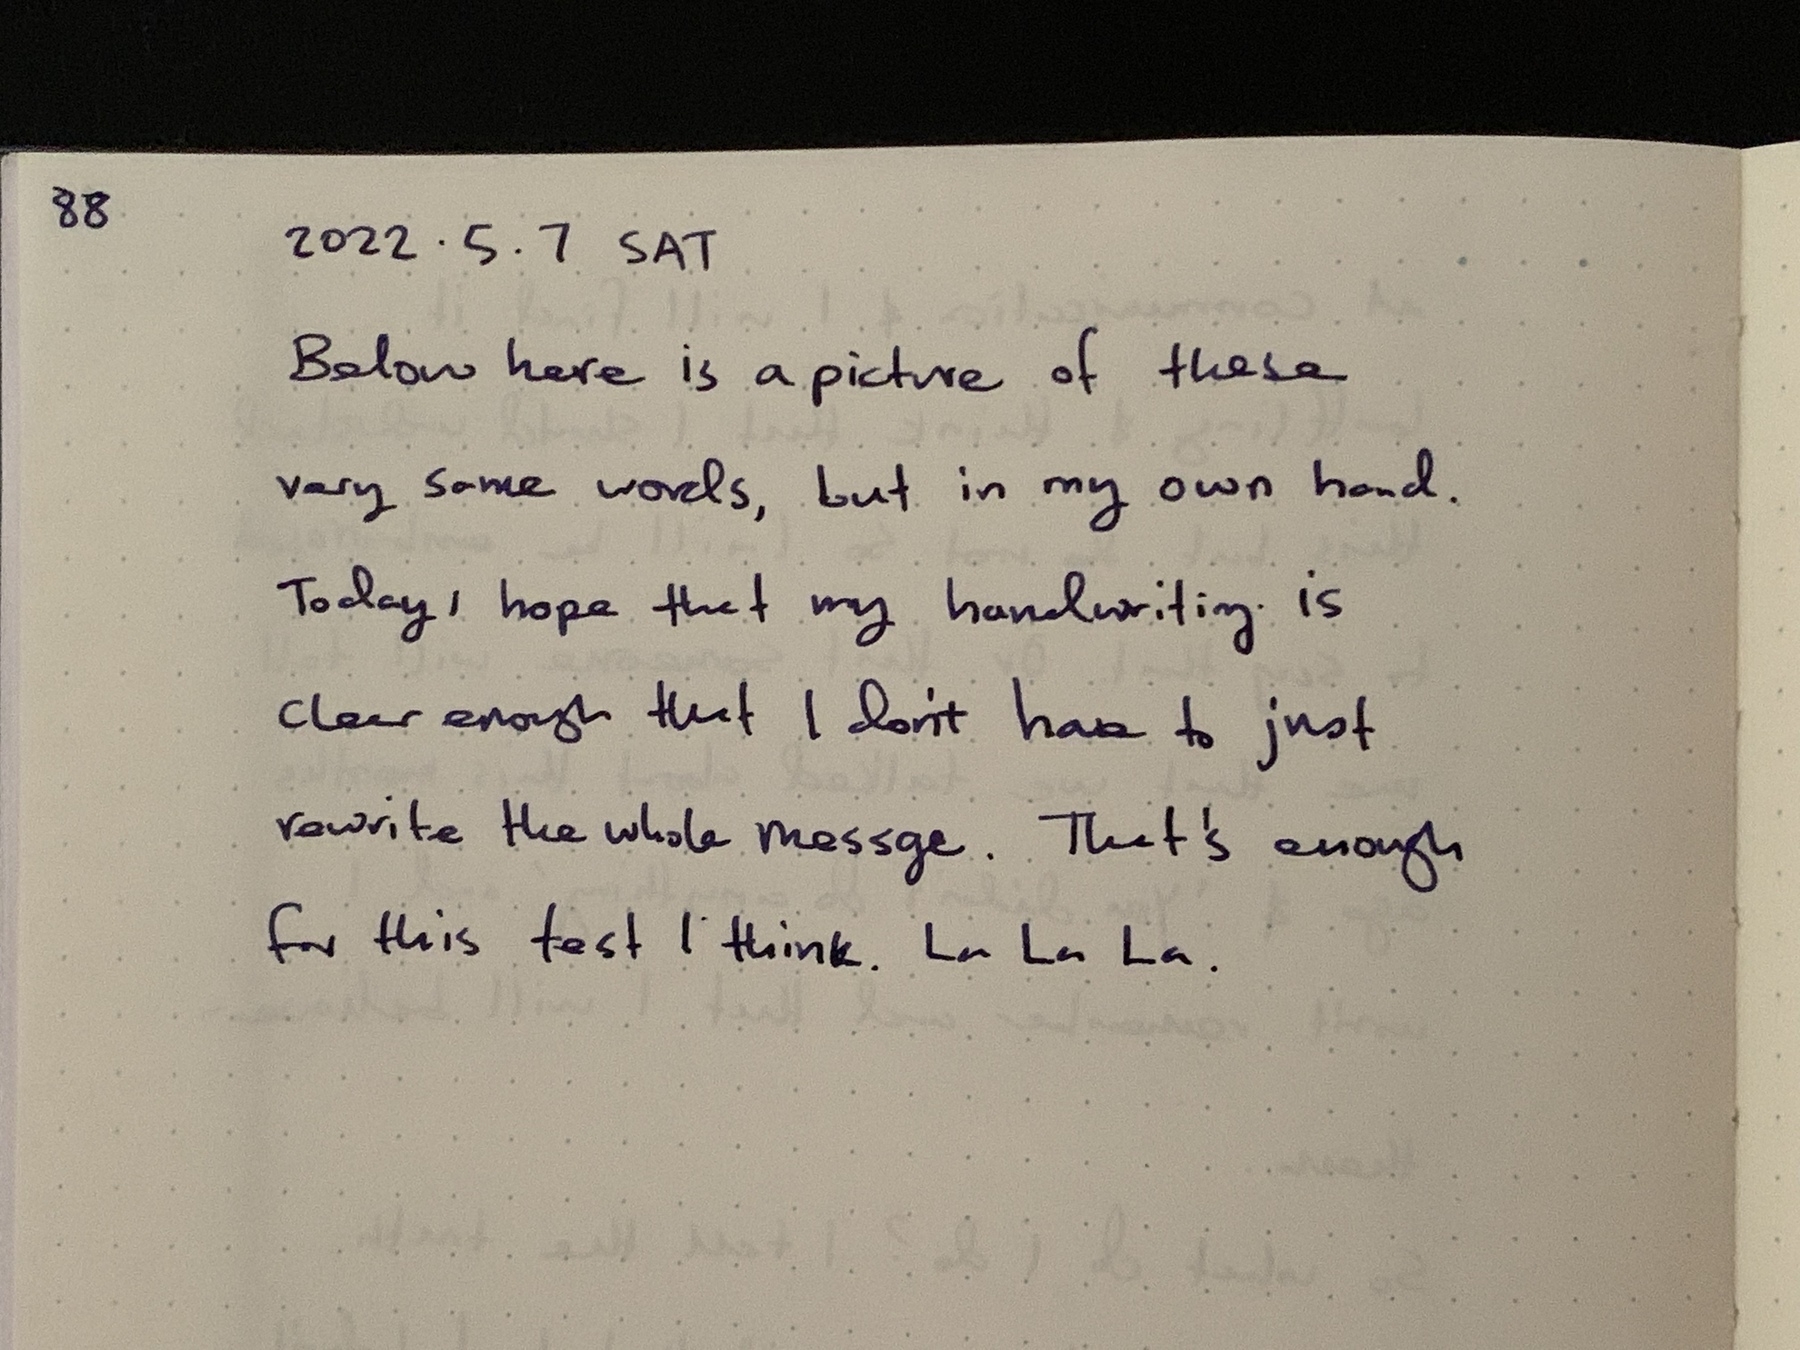 88
2022.5.7 SAT
Below here is a picture of these
very same words, but in my own hand.
Today I hope that my handwriting is
clear enough that I don't have to just
rewrite the whole messge. That's enough
for this test I think. La La La.